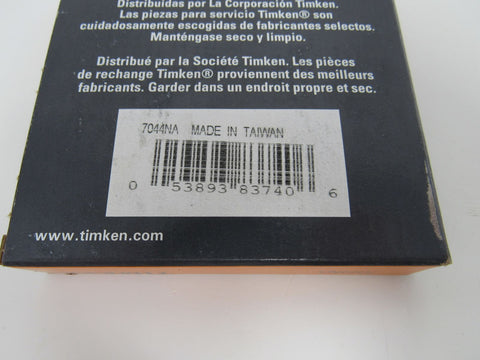 Distribuidas por La Corporación Timken.
Las piezas para servicio Timken® son
cuidadosamente escogidas de fabricantes selectos.
Manténgase seco y limpio.
Distribué par la Société Timken. Les pièces
de rechange Timken® proviennent des meilleurs
fabricants. Garder dans un endroit propre et sec.
7044NA MADE IN TAIWAN
0 53893 83740 6
www.timken.com